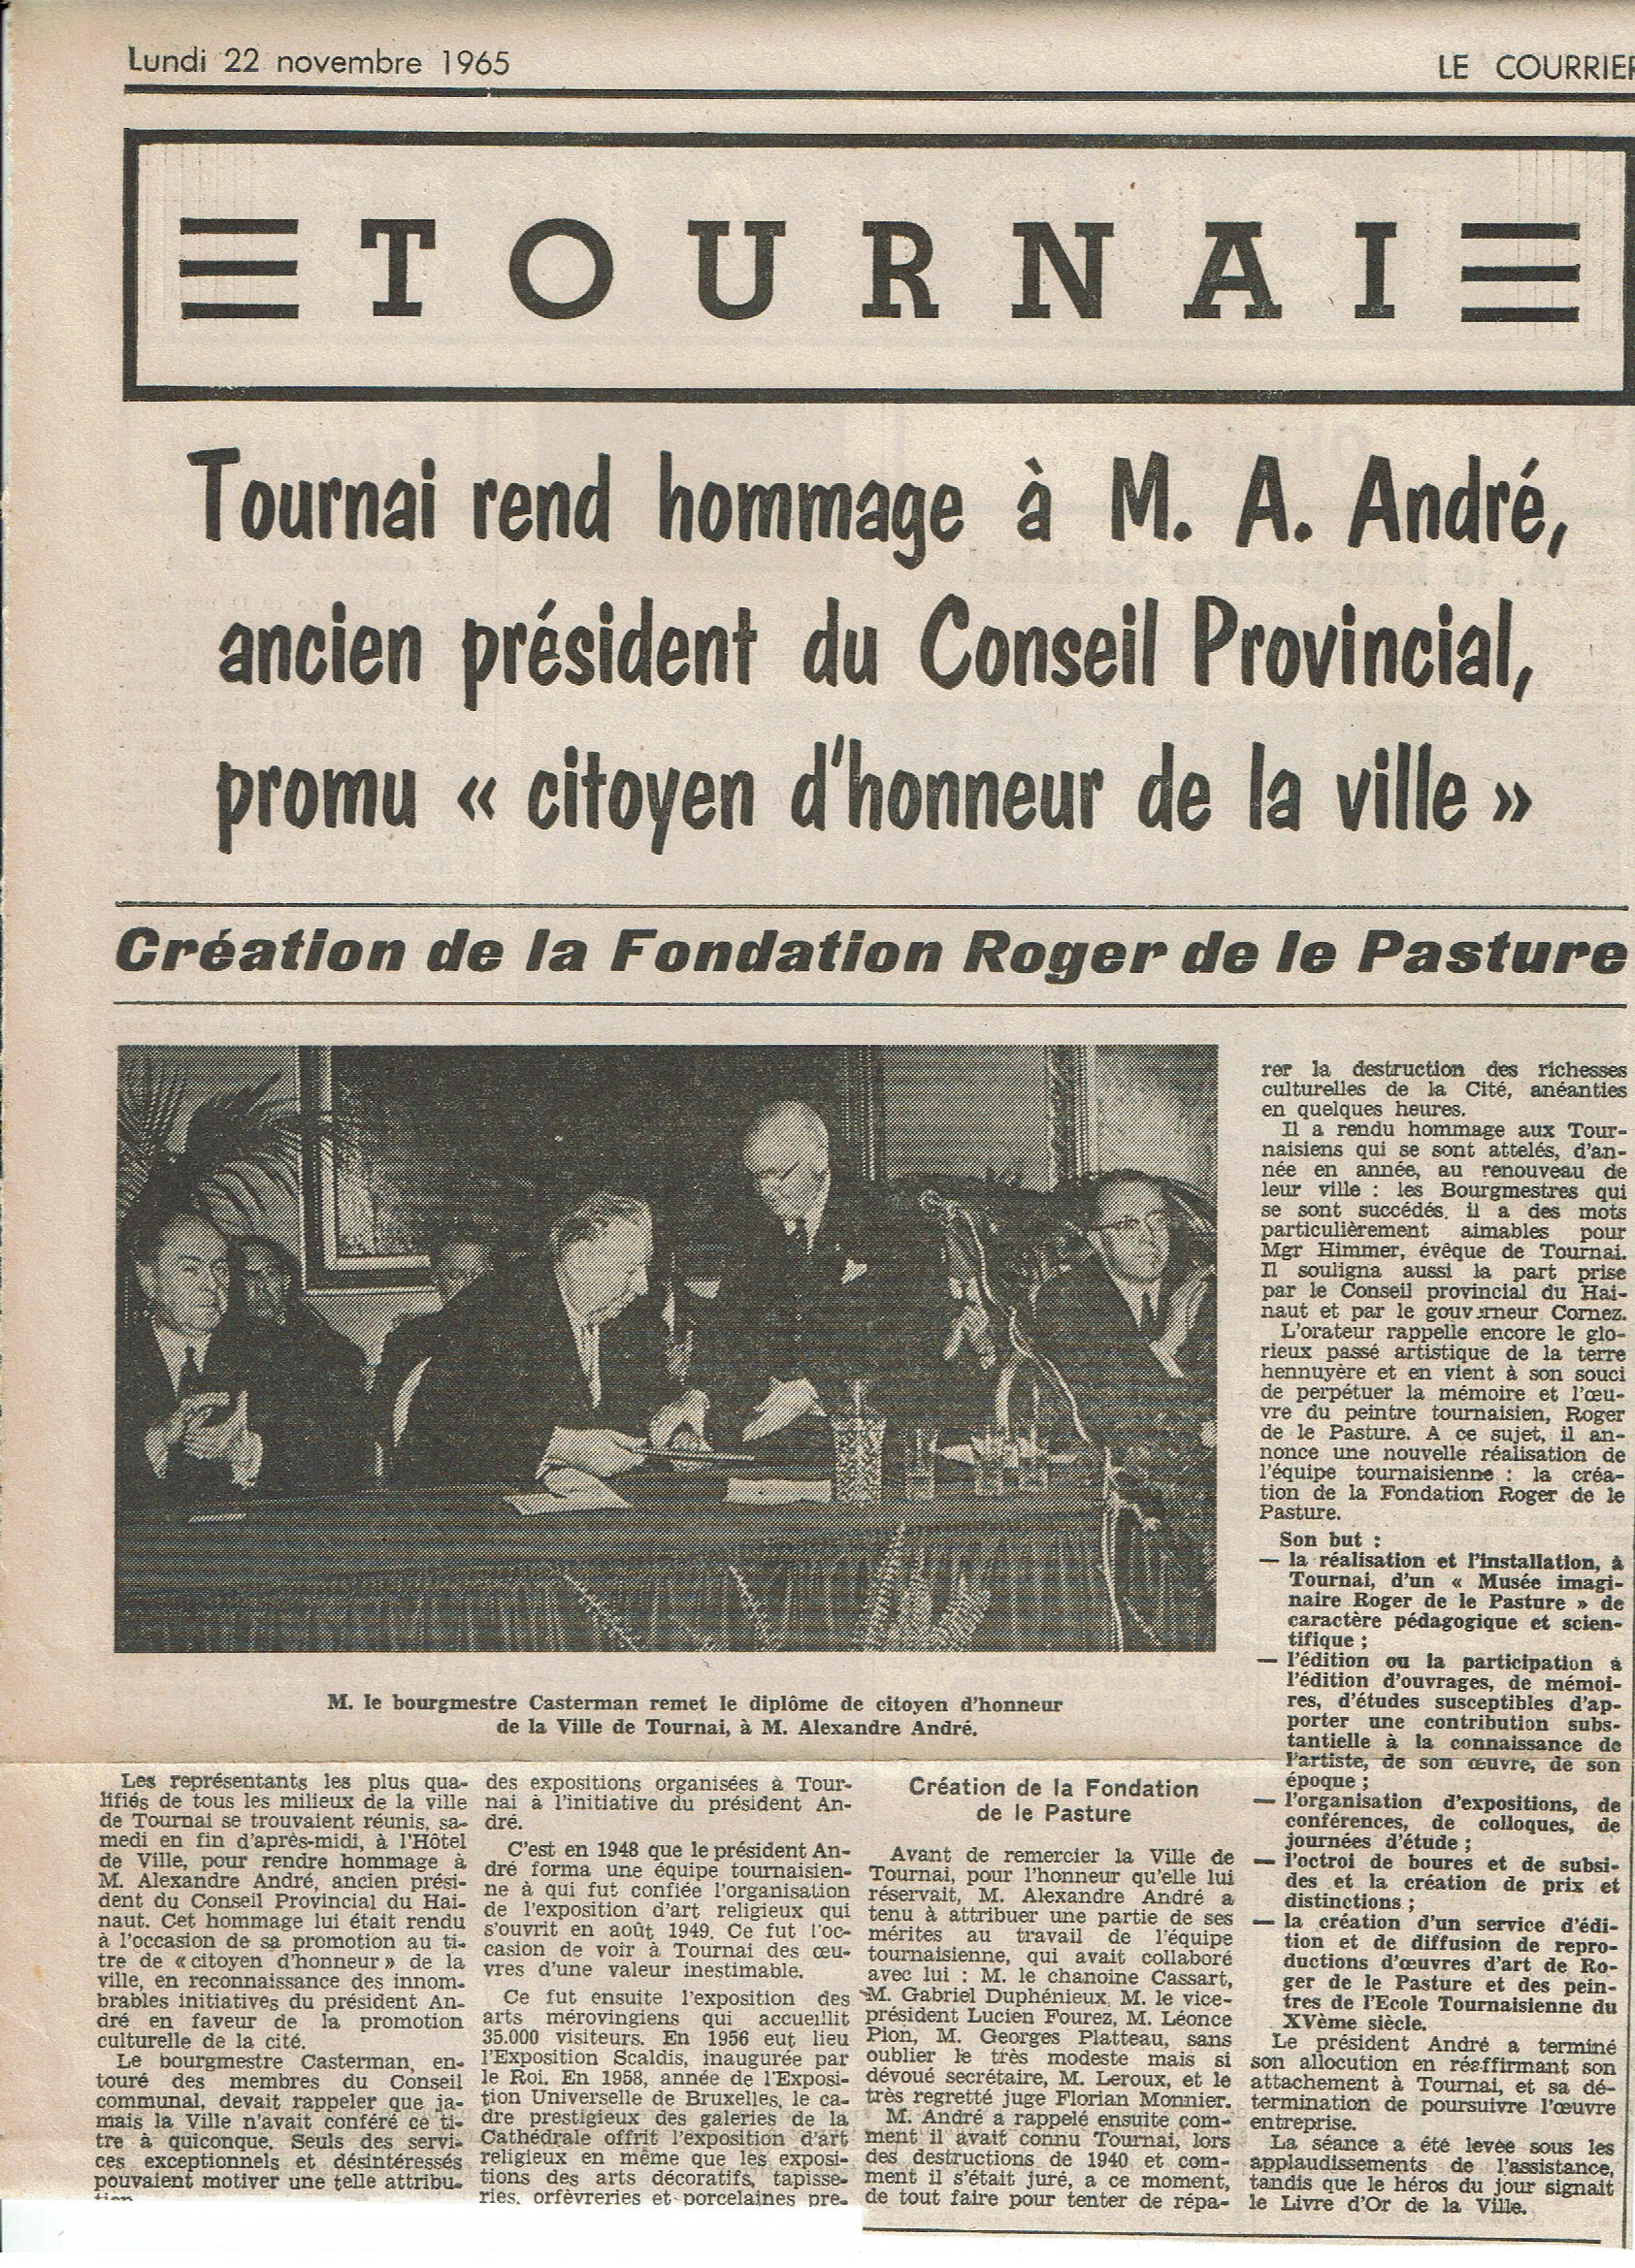 Lundi 22 novembre 1965
LE COURRIER
TOURNAI
Tournai rend hommage à M. A. André,
ancien président du Conseil Provincial,
promu « citoyen d'honneur de la ville »
Création de la Fondation Roger de le Pasture
M. le bourgmestre Casterman remet le diplôme de citoyen d'honneur
de la Ville de Tournai, à M. Alexandre André.
Les représentants les plus qua-
lifiés de tous les milieux de la ville
de Tournai se trouvaient réunis, sa-
medi en fin d'après-midi, à l'Hôtel
de Ville, pour rendre hommage à
M. Alexandre André, ancien prési-
dent du Conseil Provincial du Hai-
naut. Cet hommage lui était rendu
à l'occasion de sa promotion au ti-
tre de « citoyen d'honneur » de la
ville, en reconnaissance des innom-
brables initiatives du président An-
dré en faveur de la promotion
culturelle de la cité.
Le bourgmestre Casterman, en-
touré des membres du Conseil
communal, devait rappeler que ja-
mais la Ville n'avait conféré ce ti-
tre à quiconque. Seuls des servi-
ces exceptionnels et désintéressés
pouvaient motiver une telle attribu-
tion
des expositions organisées à Tour-
nai à l'initiative du président An-
dré.
C'est en 1948 que le président An-
dré forma une équipe tournaisien-
ne à qui fut confiée l'organisation
de l'exposition d'art religieux qui
s'ouvrit en août 1949. Ce fut l'oc-
casion de voir à Tournai des œu-
vres d'une valeur inestimable.
Ce fut ensuite l'exposition des
arts mérovingiens qui accueillit
35.000 visiteurs. En 1956 eut lieu
l'Exposition Scaldis, inaugurée par
le Roi. En 1958, année de l'Exposi-
tion Universelle de Bruxelles, le ca-
dre prestigieux des galeries de la
Cathédrale offrit l'exposition d'art
religieux en même que les exposi-
tions des arts décoratifs, tapisse-
ries, orfèvreries et porcelaines pre-
Création de la Fondation
de le Pasture
Avant de remercier la Ville de
Tournai, pour l'honneur qu'elle lui
réservait, M. Alexandre André a
tenu à attribuer une partie de ses
mérites au travail de l'équipe
tournaisienne, qui avait collaboré
avec lui : M. le chanoine Cassart,
M. Gabriel Duphénieux, M. le vice-
président Lucien Fourez, M. Léonce
Pion, M. Georges Platteau, sans
oublier le très modeste mais si
dévoué secrétaire, M. Leroux, et le
très regretté juge Florian Monnier.
M. André a rappelé ensuite com-
ment il avait connu Tournai, lors
des destructions de 1940 et com-
ment il s'était juré, a ce moment,
de tout faire pour tenter de répa-
rer la destruction des richesses
culturelles de la Cité, anéanties
en quelques heures.
Il a rendu hommage aux Tour-
naisiens qui se sont attelés, d'an-
née en année, au renouveau de
leur ville : les Bourgmestres qui
se sont succédés, il a des mots
particulièrement aimables pour
Mgr Himmer, évêque de Tournai.
Il souligna aussi la part prise
par le Conseil provincial du Hai-
naut et par le gouverneur Cornez.
L'orateur rappelle encore le glo-
rieux passé artistique de la terre
hennuyère et en vient à son souci
de perpétuer la mémoire et l'œu-
vre du peintre tournaisien, Roger
de le Pasture. A ce sujet, il an-
nonce une nouvelle réalisation de
l'équipe tournaisienne : la créa-
tion de la Fondation Roger de le
Pasture.
Son but :
— la réalisation et l'installation, à
Tournai, d'un « Musée imagi-
naire Roger de le Pasture » de
caractère pédagogique et scien-
tifique ;
— l'édition ou la participation à
l'édition d'ouvrages, de mémoi-
res, d'études susceptibles d'ap-
porter une contribution subs-
tantielle à la connaissance de
l'artiste, de son œuvre, de son
époque ;
— l'organisation d'expositions, de
conférences, de colloques, de
journées d'étude ;
— l'octroi de boures et de subsi-
des et la création de prix et
distinctions ;
— la création d'un service d'édi-
tion et de diffusion de repro-
ductions d'œuvres d'art de Ro-
ger de le Pasture et des pein-
tres de l'Ecole Tournaisienne du
XVème siècle.
Le président André a terminé
son allocution en réaffirmant son
attachement à Tournai, et sa dé-
termination de poursuivre l'œuvre
entreprise.
La séance a été levée sous les
applaudissements de l'assistance,
tandis que le héros du jour signait
le Livre d'Or de la Ville.